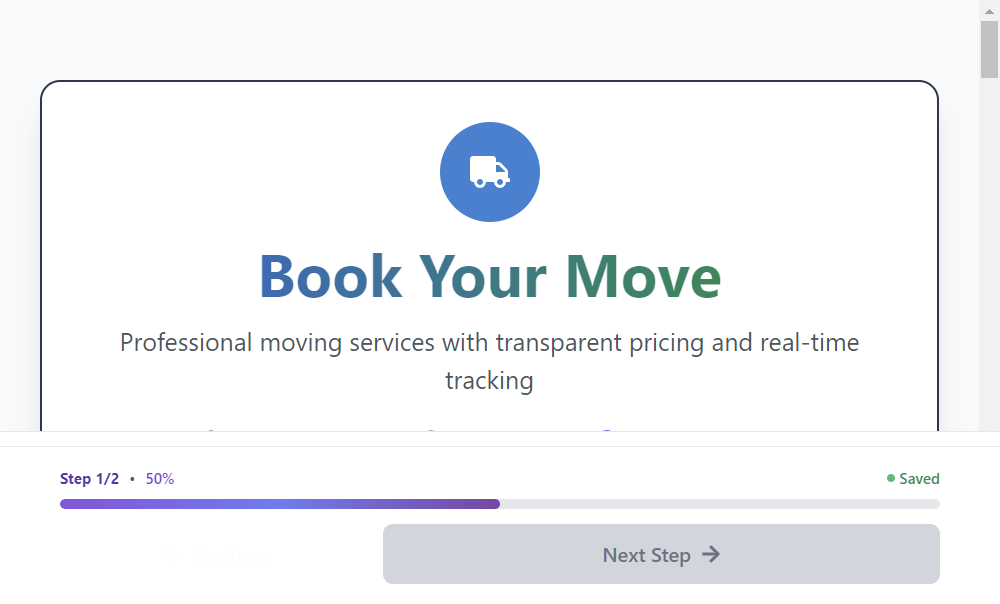 Book Your Move
Professional moving services with transparent pricing and real-time
tracking
Step 1/2 • 50%
Saved
Previous
Next Step →